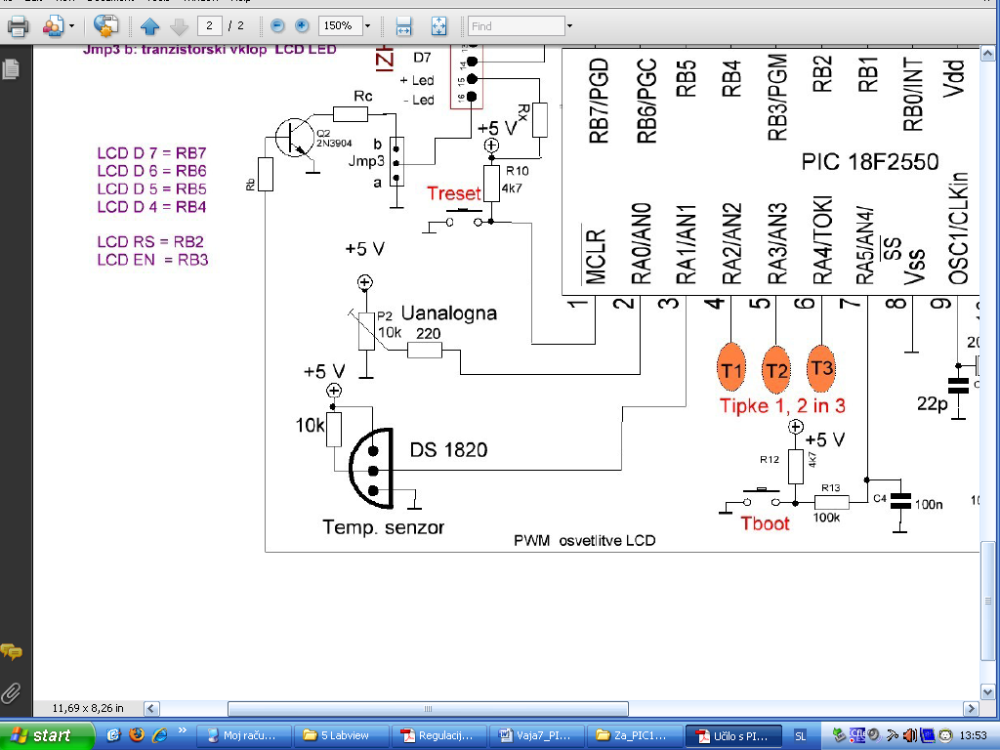 2 / 2
150%
Find
Jmp3 b: tranzistorski vklop LCD LED
D7
+ Led
- Led
13
14
15
16
Rc
Rx
+5 V
Q2
2N3904
b
Jmp3
a
Rb
R10
4k7
Treset
LCD D 7 = RB7
LCD D 6 = RB6
LCD D 5 = RB5
LCD D 4 = RB4
LCD RS = RB2
LCD EN = RB3
RB7/PGD
RB6/PGC
RB5
RB4
RB3/PGM
RB2
RB1
RB0/INT
Vdd
PIC 18F2550
MCLR
RA0/AN0
RA1/AN1
RA2/AN2
RA3/AN3
RA4/TOKI
RA5/AN4/
SS
Vss
OSC1/CLKin
1
2
3
4
5
6
7
8
9
+5 V
P2
10k
Uanalogna
220
T1
T2
T3
Tipke 1, 2 in 3
22p
+5 V
10k
DS 1820
Temp. senzor
+5 V
R12
4k7
R13
100k
C4
100n
Tboot
PWM osvetlitve LCD
11,69 x 8,26 in
start
Moj raču...
5 Labview
Regulacij...
Vaja7_PI...
Za_PIC1...
Učilo s PI...
SL
13:53